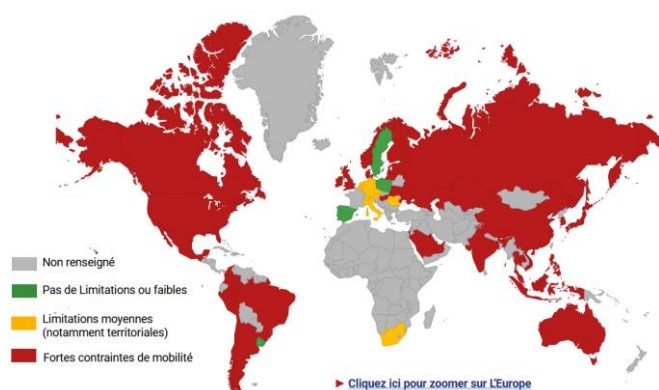 Non renseigné
Pas de Limitations ou faibles
Limitations moyennes
(notamment territoriales)
Fortes contraintes de mobilité
► Cliquez ici pour zoomer sur L'Europe